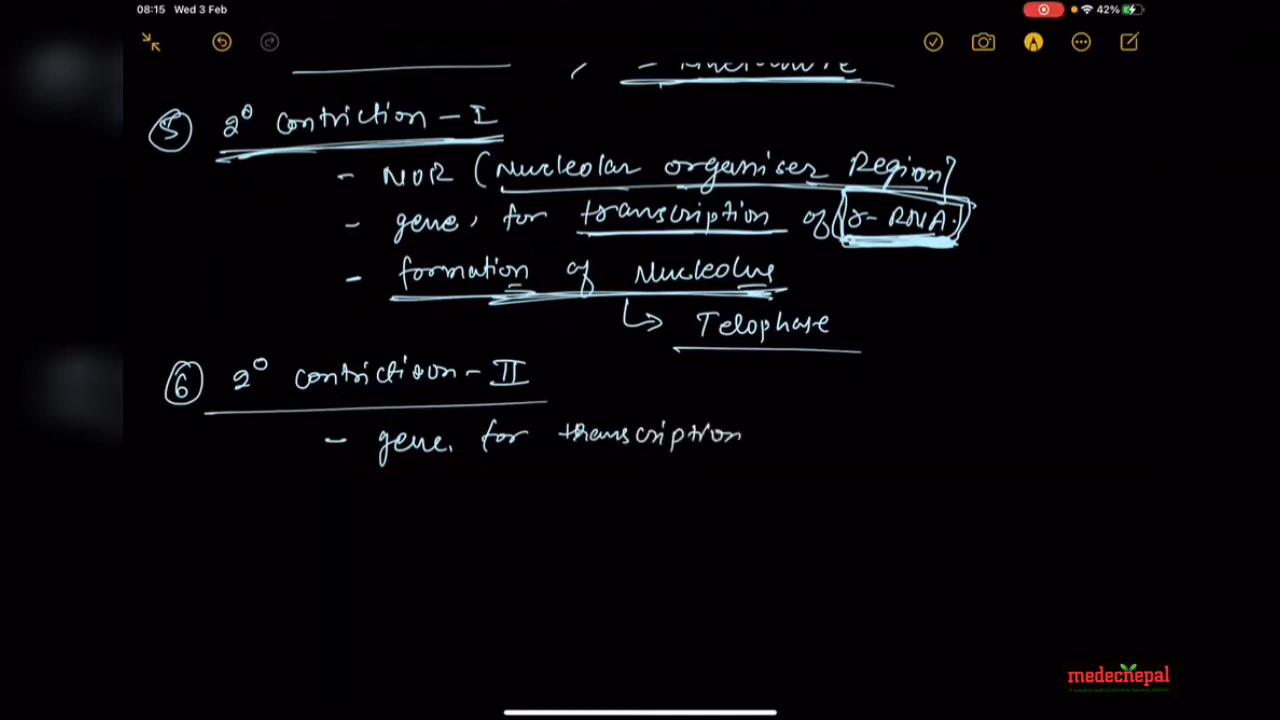 08:15 Wed 3 Feb
42%
5 2° contriction - I
- NOR (Nucleolar organiser Region)
- gene, for transcription of (r-RNA.)
- formation of Nucleolus
↳ Telophase
6 2° contriction - II
- gene. for transcription
medecnepal